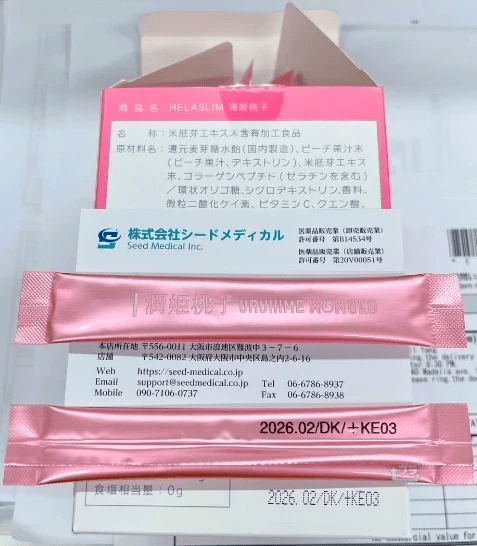 商品名：HELASLIM 潤姫桃子
名　　称：米胚芽エキス末含有加工食品
原材料名：還元麦芽糖水飴(国内製造)、ピーチ果汁末
(ピーチ果汁、デキストリン)、米胚芽エキス
末、コラーゲンペプチド(ゼラチンを含む)
／環状オリゴ糖、シクロデキストリン、香料、
微粒二酸化ケイ素、ビタミンC、クエン酸、
株式会社シードメディカル
Seed Medical Inc.
医薬品販売業（卸売販売業）
許可番号　第B14534号
医薬品販売業（店舗販売業）
許可番号　第20V00051号
潤姫桃子 URUHIME MOMOKO
本店所在地 〒556-0011 大阪市浪速区難波中３－７－６
店舗　〒542-0082 大阪府大阪市中央区島之内2-6-16
Web https://seed-medical.co.jp
Email support@seedmedical.co.jp Tel 06-6786-8937
Mobile 090-7106-0737 Fax 06-6786-8938
2026.02/DK/±KE03
食塩相当量：0g
2026.02/DK/±KE03
the delivery
ease ring the do
commercial value for